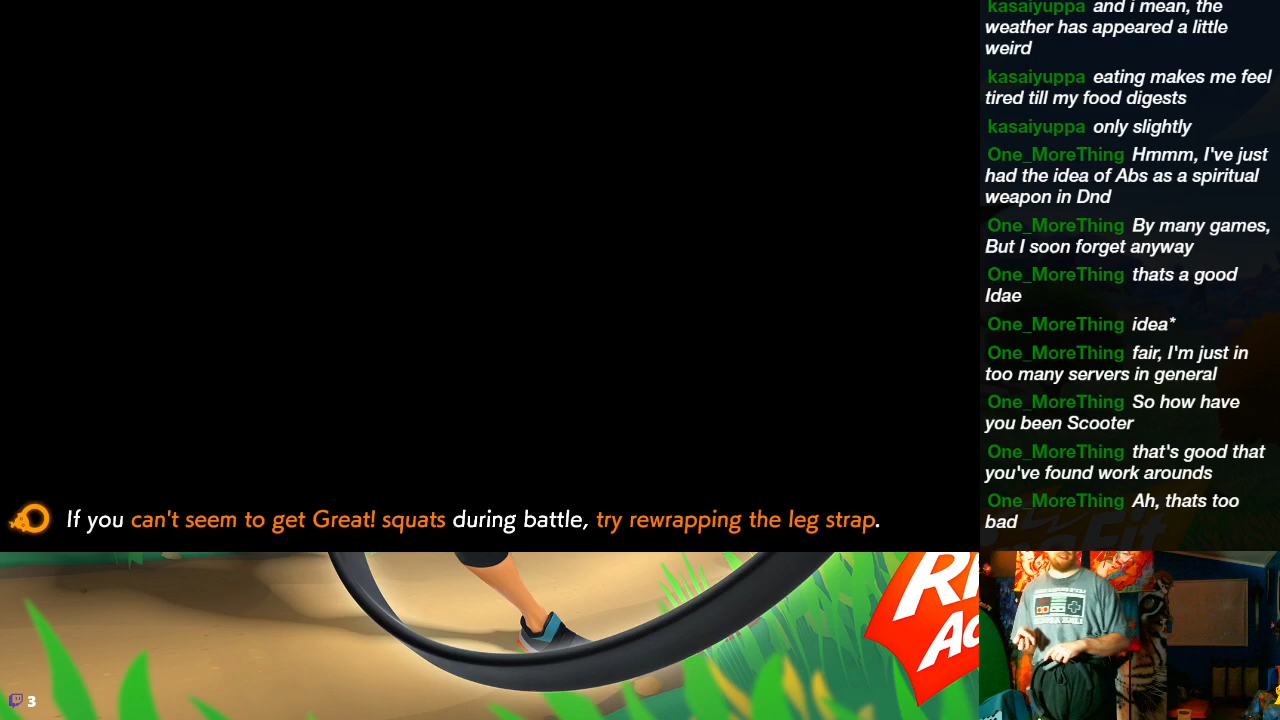 kasaiyuppa and i mean, the
weather has appeared a little
weird
kasaiyuppa eating makes me feel
tired till my food digests
kasaiyuppa only slightly
One_MoreThing Hmmm, I've just
had the idea of Abs as a spiritual
weapon in Dnd
One_MoreThing By many games,
But I soon forget anyway
One_MoreThing thats a good
Idae
One_MoreThing idea*
One_MoreThing fair, I'm just in
too many servers in general
One_MoreThing So how have
you been Scooter
One_MoreThing that's good that
you've found work arounds
One_MoreThing Ah, thats too
bad
If you can't seem to get Great! squats during battle, try rewrapping the leg strap.
3